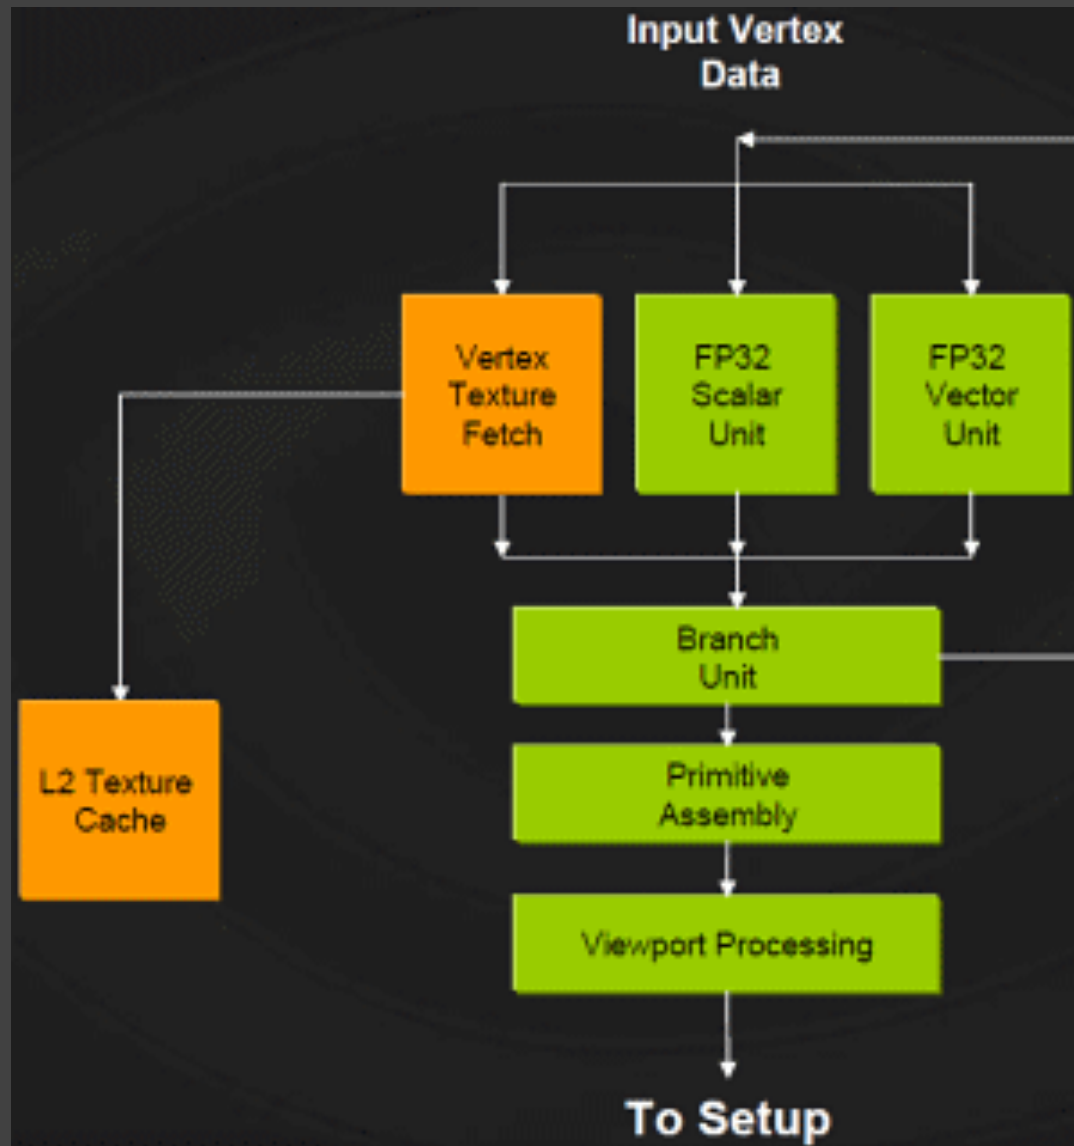 Input Vertex
Data
Vertex
Texture
Fetch
FP32
Scalar
Unit
FP32
Vector
Unit
Branch
Unit
L2 Texture
Cache
Primitive
Assembly
Viewport Processing
To Setup